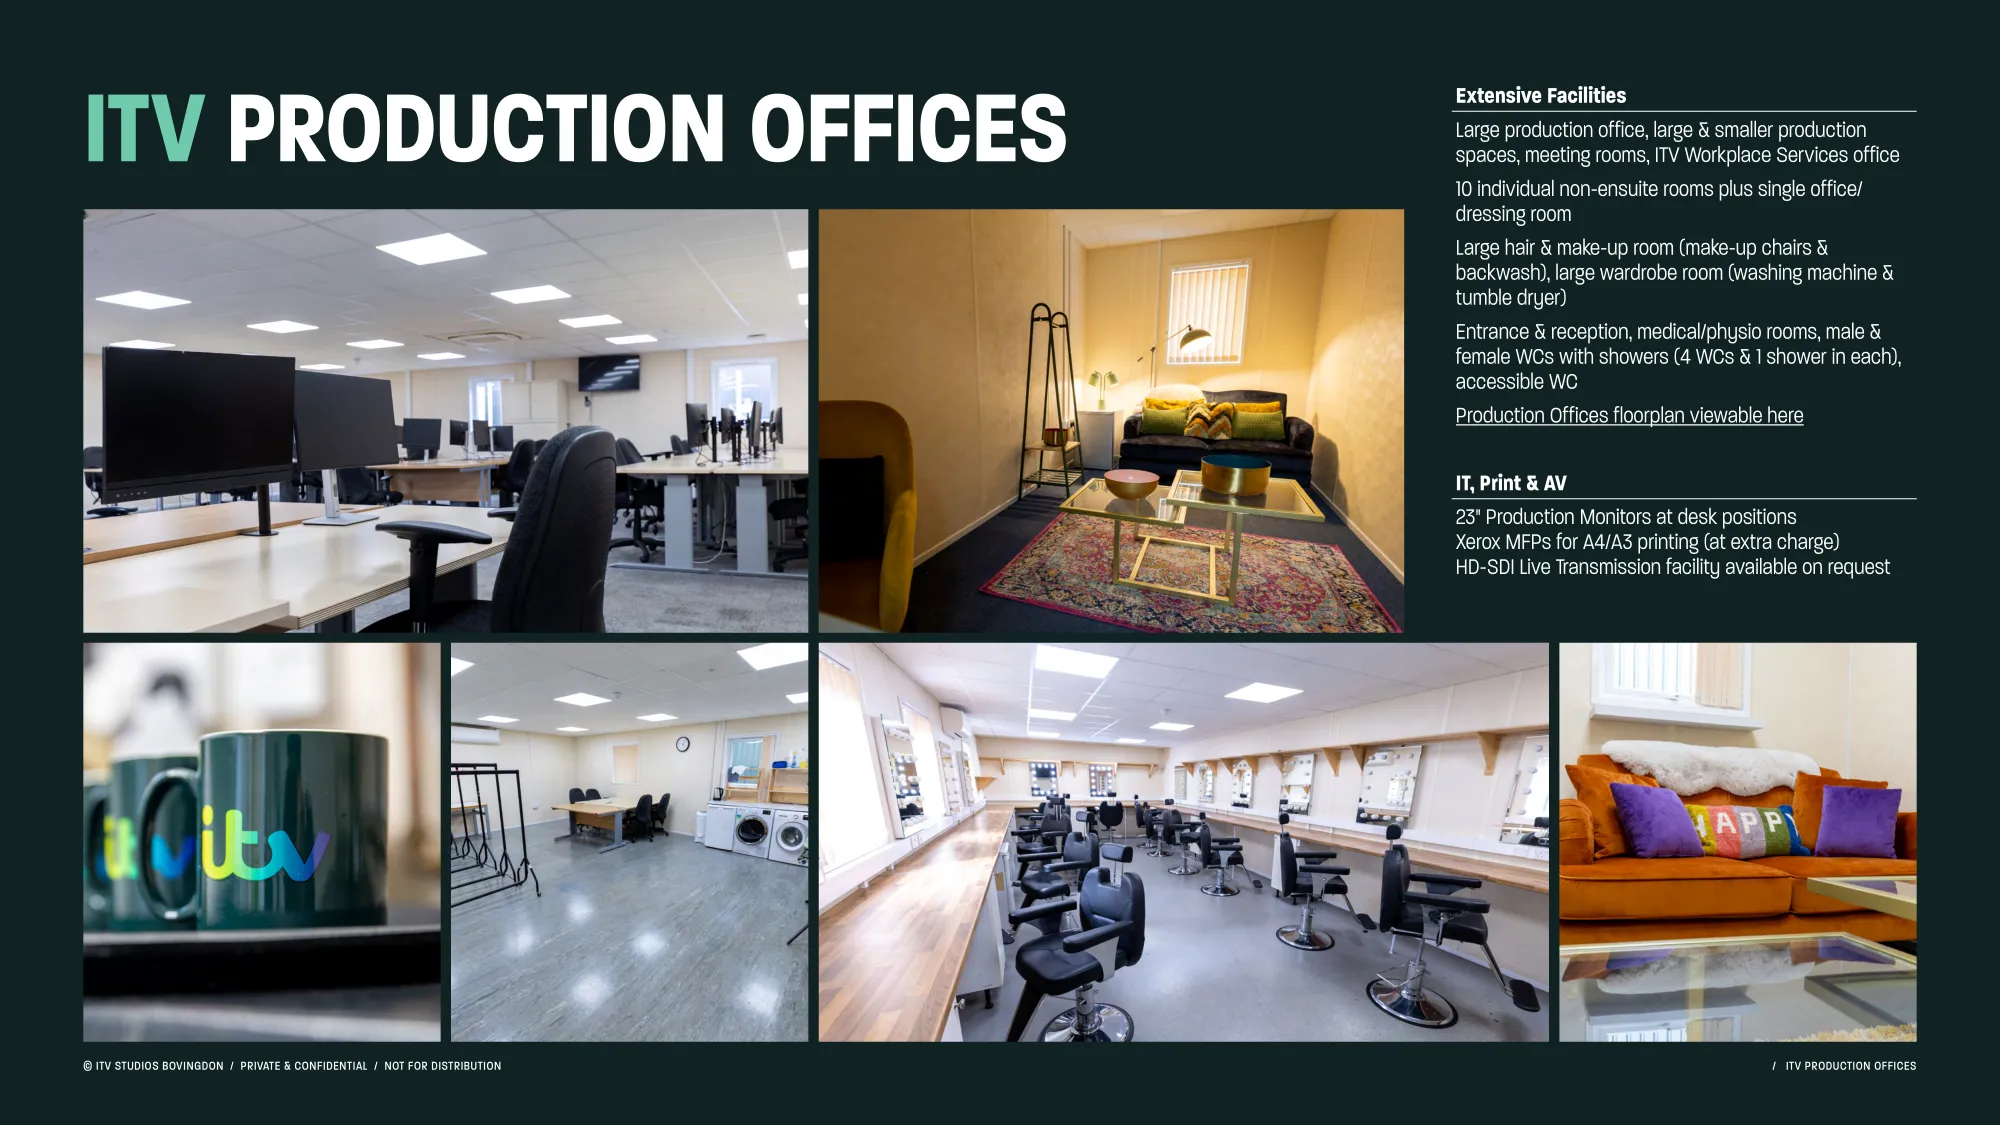 ITV PRODUCTION OFFICES
Extensive Facilities
Large production office, large & smaller production
spaces, meeting rooms, ITV Workplace Services office
10 individual non-ensuite rooms plus single office/
dressing room
Large hair & make-up room (make-up chairs &
backwash), large wardrobe room (washing machine &
tumble dryer)
Entrance & reception, medical/physio rooms, male &
female WCs with showers (4 WCs & 1 shower in each),
accessible WC
Production Offices floorplan viewable here
IT, Print & AV
23" Production Monitors at desk positions
Xerox MFPs for A4/A3 printing (at extra charge)
HD-SDI Live Transmission facility available on request
itv
itv
HAPPY
© ITV STUDIOS BOVINGDON / PRIVATE & CONFIDENTIAL / NOT FOR DISTRIBUTION
/ ITV PRODUCTION OFFICES